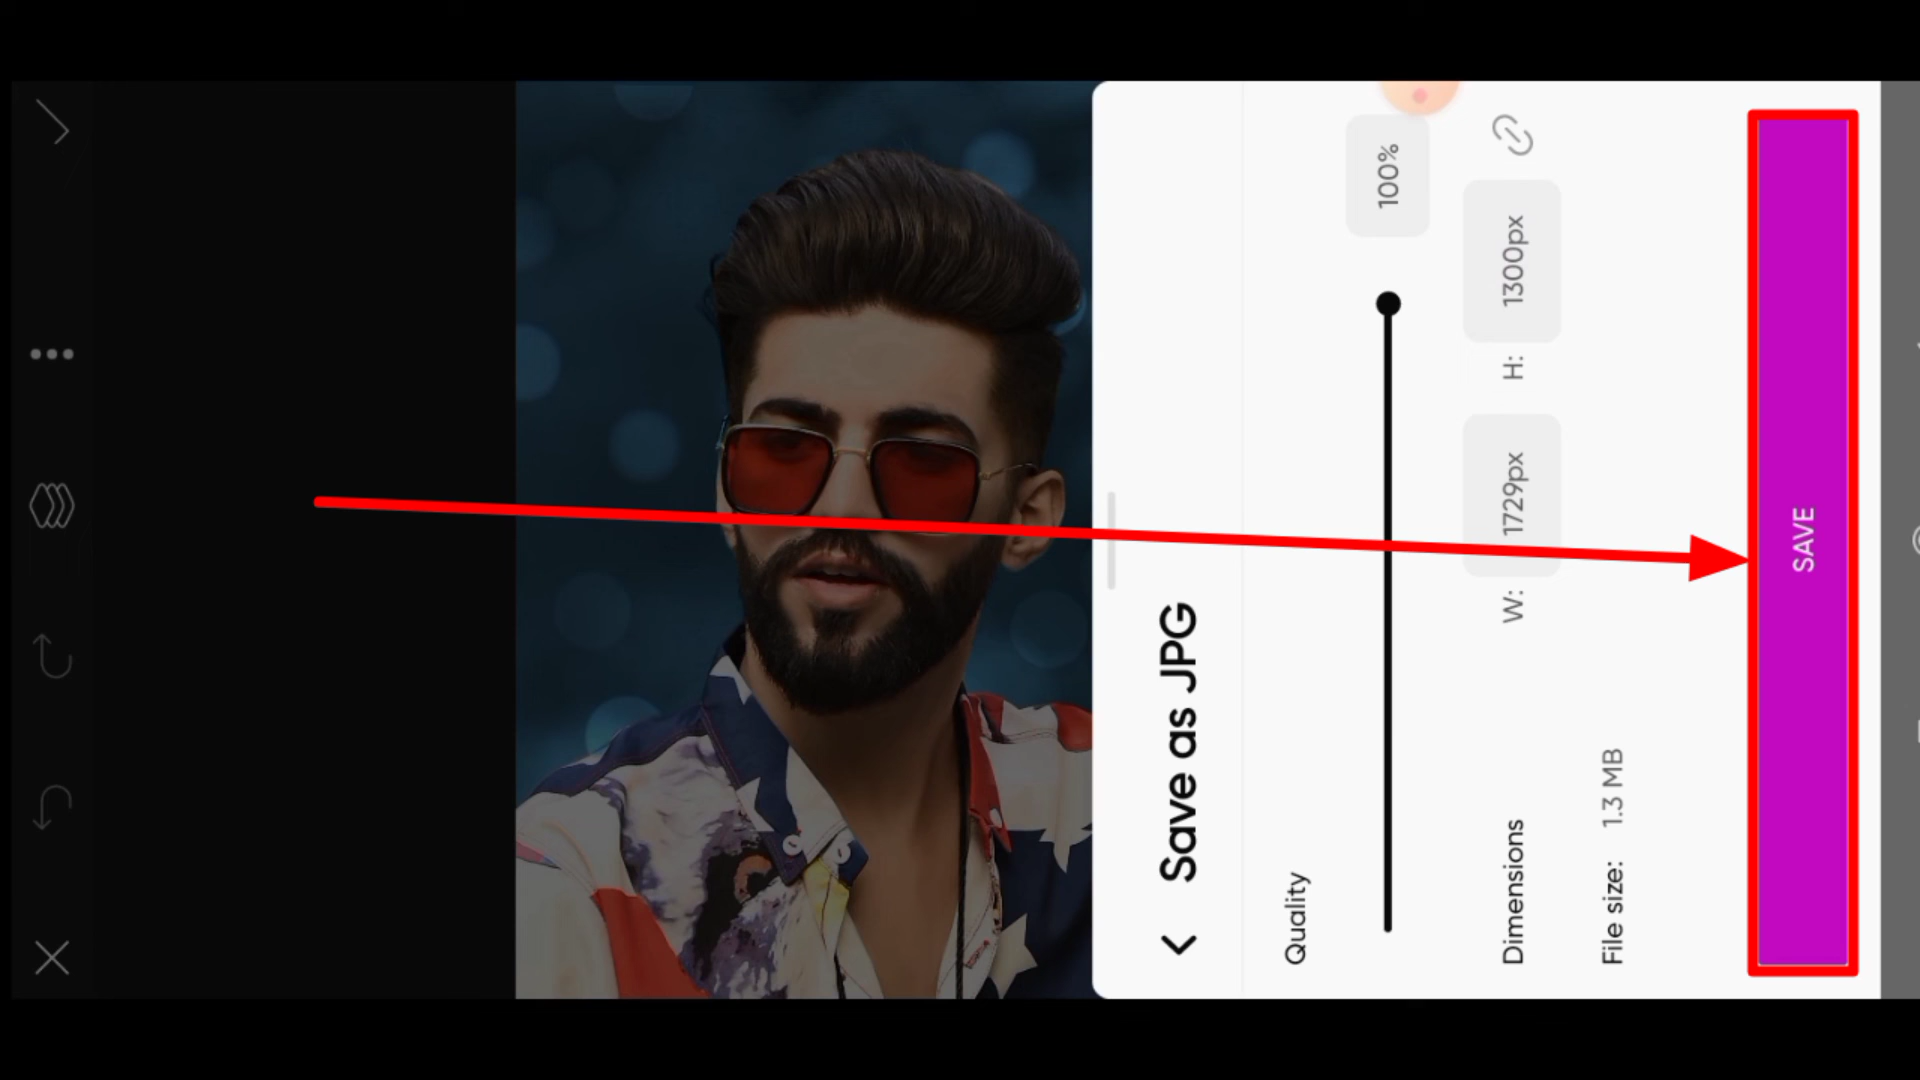 Save as JPG
Quality
100%
Dimensions W: 1729px H: 1300px
File size: 1.3 MB
SAVE